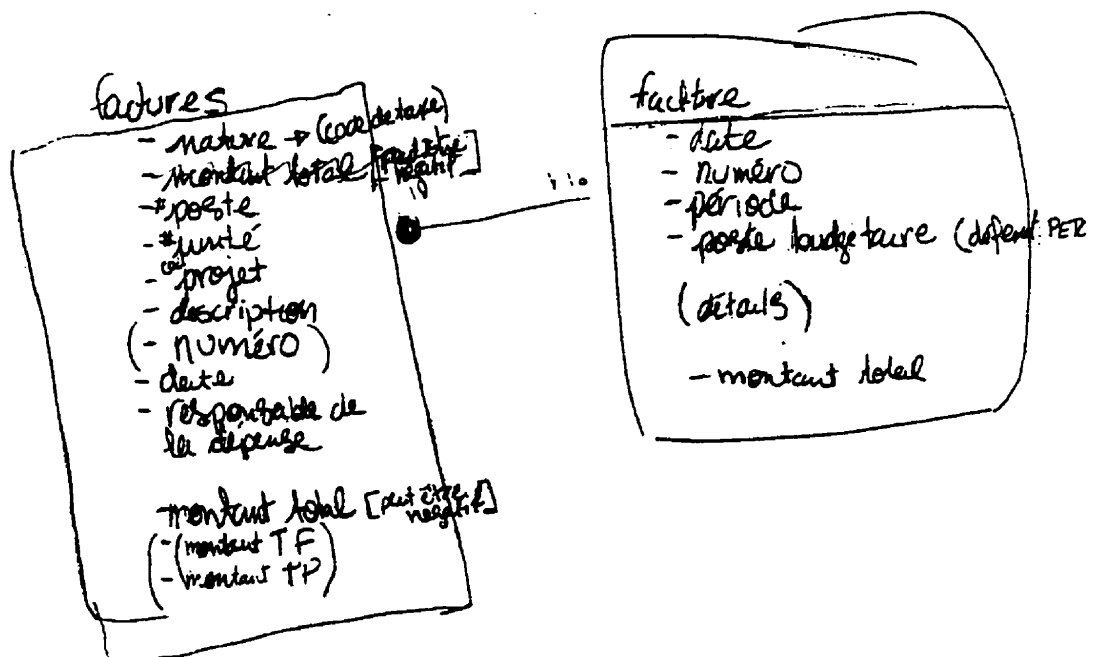 factures
- nature → (code de taxe)
- montant total [peut être négatif]
- # poste
- # unité
- projet
- description
(- numéro)
- date
- responsable de
la dépense
- montant total [peut être négatif]
(- (montant TF
- montant TP)
facture
- date
- numéro
- période
- poste budgetaire (défaut PER
(détails)
- montant total